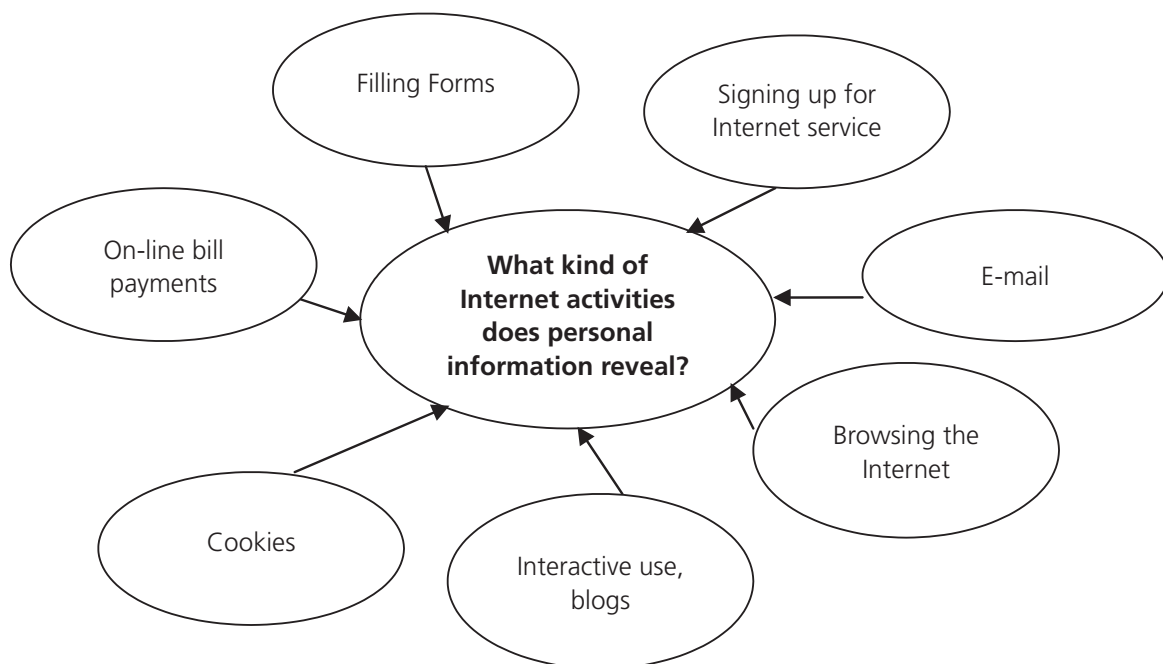 Filling Forms
Signing up for
Internet service
On-line bill
payments
What kind of
Internet activities
does personal
information reveal?
E-mail
Browsing the
Internet
Cookies
Interactive use,
blogs